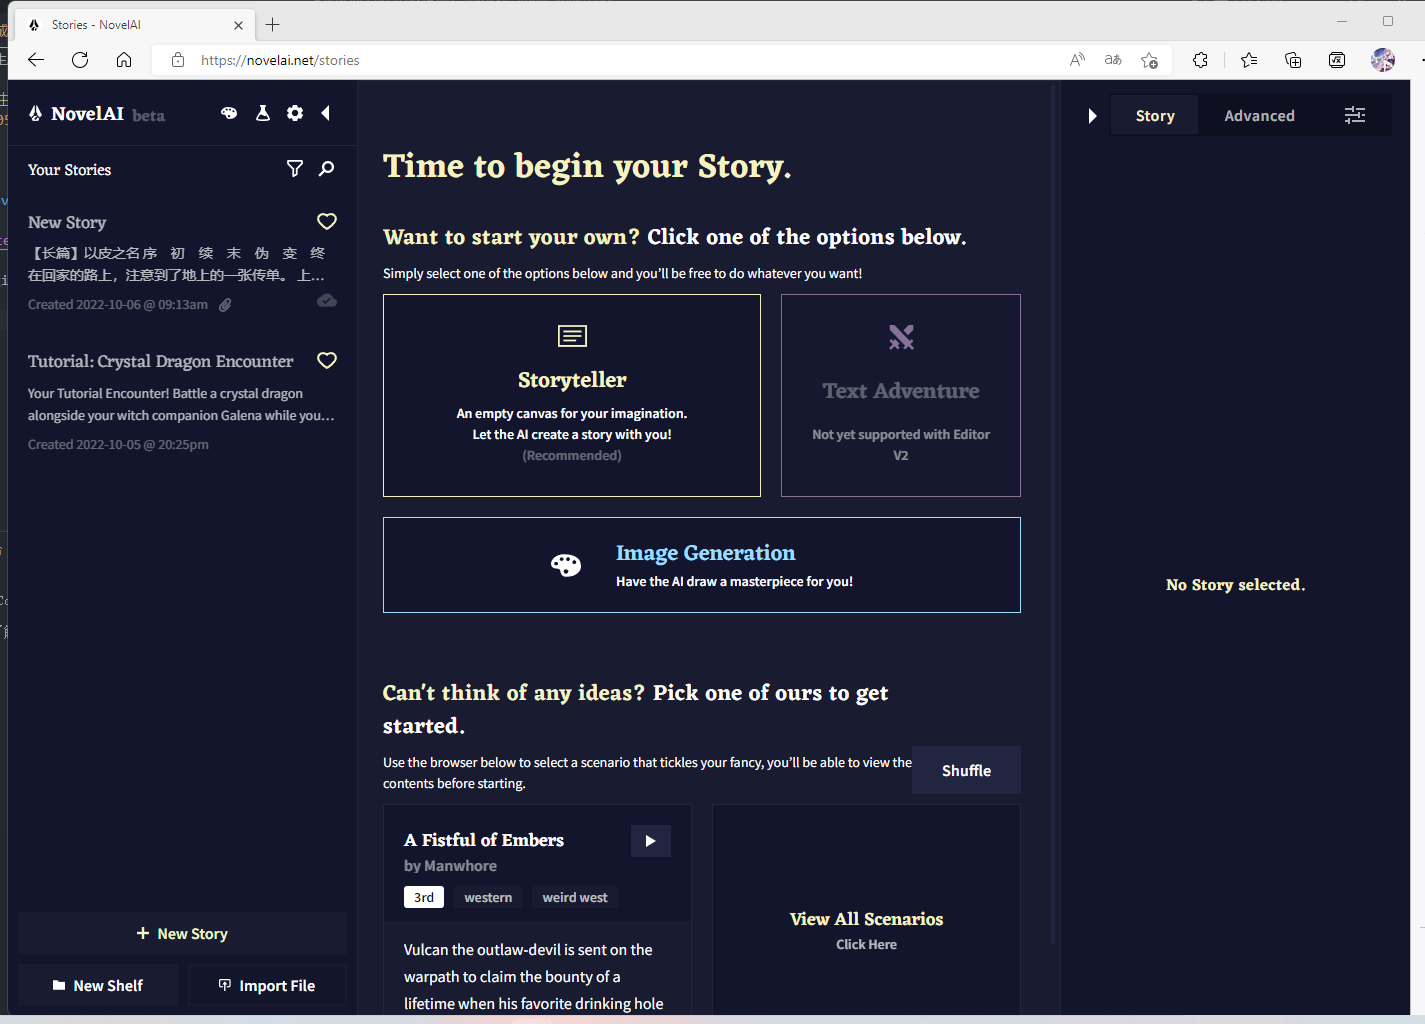 Stories - NovelAI
https://novelai.net/stories
NovelAI beta
Your Stories
New Story
【长篇】以皮之名 序 初 续 末 伪 变 终
在回家的路上，注意到了地上的一张传单。上…
Created 2022-10-06 @ 09:13am
Tutorial: Crystal Dragon Encounter
Your Tutorial Encounter! Battle a crystal dragon
alongside your witch companion Galena while you…
Created 2022-10-05 @ 20:25pm
+ New Story
New Shelf
Import File
Time to begin your Story.
Want to start your own? Click one of the options below.
Simply select one of the options below and you’ll be free to do whatever you want!
Storyteller
An empty canvas for your imagination.
Let the AI create a story with you!
(Recommended)
Text Adventure
Not yet supported with Editor
V2
Image Generation
Have the AI draw a masterpiece for you!
Can't think of any ideas? Pick one of ours to get
started.
Use the browser below to select a scenario that tickles your fancy, you’ll be able to view the
contents before starting.
Shuffle
A Fistful of Embers
by Manwhore
3rd western weird west
Vulcan the outlaw-devil is sent on the
warpath to claim the bounty of a
lifetime when his favorite drinking hole
View All Scenarios
Click Here
Story
Advanced
No Story selected.